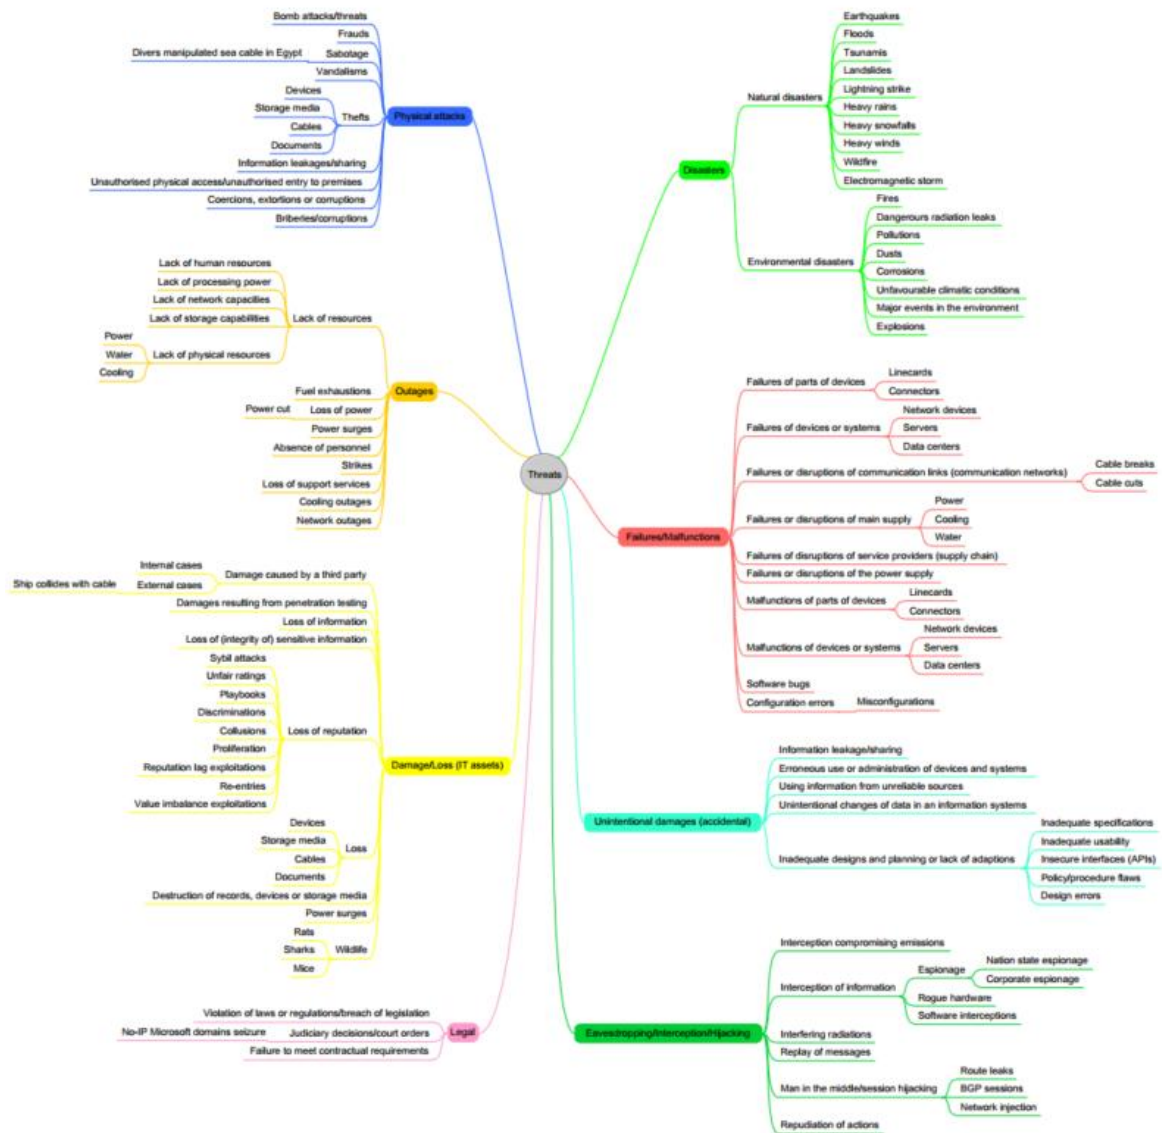 Threats
Physical attacks
Bomb attacks/threats
Frauds
Divers manipulated sea cable in Egypt
Sabotage
Vandalisms
Devices
Storage media
Thefts
Cables
Documents
Information leakages/sharing
Unauthorised physical access/unauthorised entry to premises
Coercions, extortions or corruptions
Briberies/corruptions
Outages
Lack of human resources
Lack of processing power
Lack of network capacities
Lack of storage capabilities
Lack of resources
Power
Water
Cooling
Lack of physical resources
Fuel exhaustions
Power cut
Loss of power
Power surges
Absence of personnel
Strikes
Loss of support services
Cooling outages
Network outages
Damage/Loss (IT assets)
Internal cases
Ship collides with cable
External cases
Damage caused by a third party
Damages resulting from penetration testing
Loss of information
Loss of (integrity of) sensitive information
Sybil attacks
Unfair ratings
Playbooks
Discriminations
Collusions
Proliferation
Reputation lag exploitations
Re-entries
Value imbalance exploitations
Loss of reputation
Devices
Storage media
Cables
Documents
Loss
Destruction of records, devices or storage media
Power surges
Rats
Sharks
Mice
Wildlife
Legal
Violation of laws or regulations/breach of legislation
No-IP Microsoft domains seizure
Judiciary decisions/court orders
Failure to meet contractual requirements
Disasters
Natural disasters
Earthquakes
Floods
Tsunamis
Landslides
Lightning strike
Heavy rains
Heavy snowfalls
Heavy winds
Wildfire
Electromagnetic storm
Environmental disasters
Fires
Dangerours radiation leaks
Pollutions
Dusts
Corrosions
Unfavourable climatic conditions
Major events in the environment
Explosions
Failures/Malfunctions
Failures of parts of devices
Linecards
Connectors
Failures of devices or systems
Network devices
Servers
Data centers
Failures or disruptions of communication links (communication networks)
Cable breaks
Cable cuts
Failures or disruptions of main supply
Power
Cooling
Water
Failures of disruptions of service providers (supply chain)
Failures or disruptions of the power supply
Malfunctions of parts of devices
Linecards
Connectors
Malfunctions of devices or systems
Network devices
Servers
Data centers
Software bugs
Configuration errors
Misconfigurations
Unintentional damages (accidental)
Information leakage/sharing
Erroneous use or administration of devices and systems
Using information from unreliable sources
Unintentional changes of data in an information systems
Inadequate designs and planning or lack of adaptions
Inadequate specifications
Inadequate usability
Insecure interfaces (APIs)
Policy/procedure flaws
Design errors
Eavestropping/Interception/Hijacking
Interception compromising emissions
Interception of information
Espionage
Nation state espionage
Corporate espionage
Rogue hardware
Software interceptions
Interfering radiations
Replay of messages
Man in the middle/session hijacking
Route leaks
BGP sessions
Network injection
Repudiation of actions